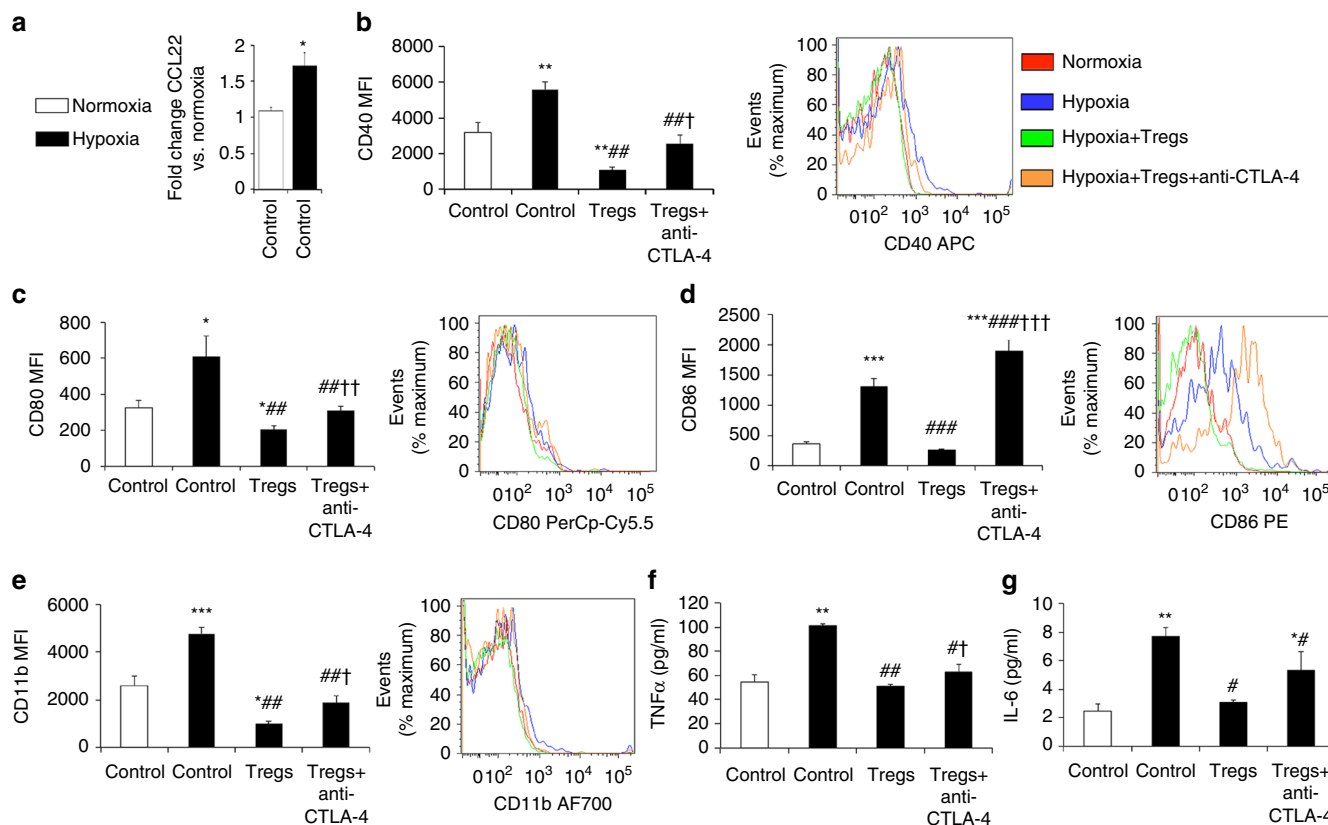 a
Fold change CCL22
vs. normoxia
2
1.5
1
0.5
0
*
Control
Control
Normoxia
Hypoxia
b
CD40 MFI
8000
6000
4000
2000
0
**
**##
##†
Control
Control
Tregs
Tregs+
anti-
CTLA-4
Events
(% maximum)
100
80
60
40
20
0
010² 10³ 10⁴ 10⁵
CD40 APC
Normoxia
Hypoxia
Hypoxia+Tregs
Hypoxia+Tregs+anti-CTLA-4
c
CD80 MFI
800
600
400
200
0
*
*##
##††
Control
Control
Tregs
Tregs+
anti-
CTLA-4
Events
(% maximum)
100
80
60
40
20
0
010² 10³ 10⁴ 10⁵
CD80 PerCp-Cy5.5
d
CD86 MFI
2500
2000
1500
1000
500
0
***
###
***###†††
Control
Control
Tregs
Tregs+
anti-
CTLA-4
Events
(% maximum)
100
80
60
40
20
0
010² 10³ 10⁴ 10⁵
CD86 PE
e
CD11b MFI
6000
4000
2000
0
***
*##
##†
Control
Control
Tregs
Tregs+
anti-
CTLA-4
Events
(% maximum)
100
80
60
40
20
0
010² 10³ 10⁴ 10⁵
CD11b AF700
f
TNFα (pg/ml)
120
100
80
60
40
20
0
**
##
#†
Control
Control
Tregs
Tregs+
anti-
CTLA-4
g
IL-6 (pg/ml)
10
8
6
4
2
0
**
#
*#
Control
Control
Tregs
Tregs+
anti-
CTLA-4